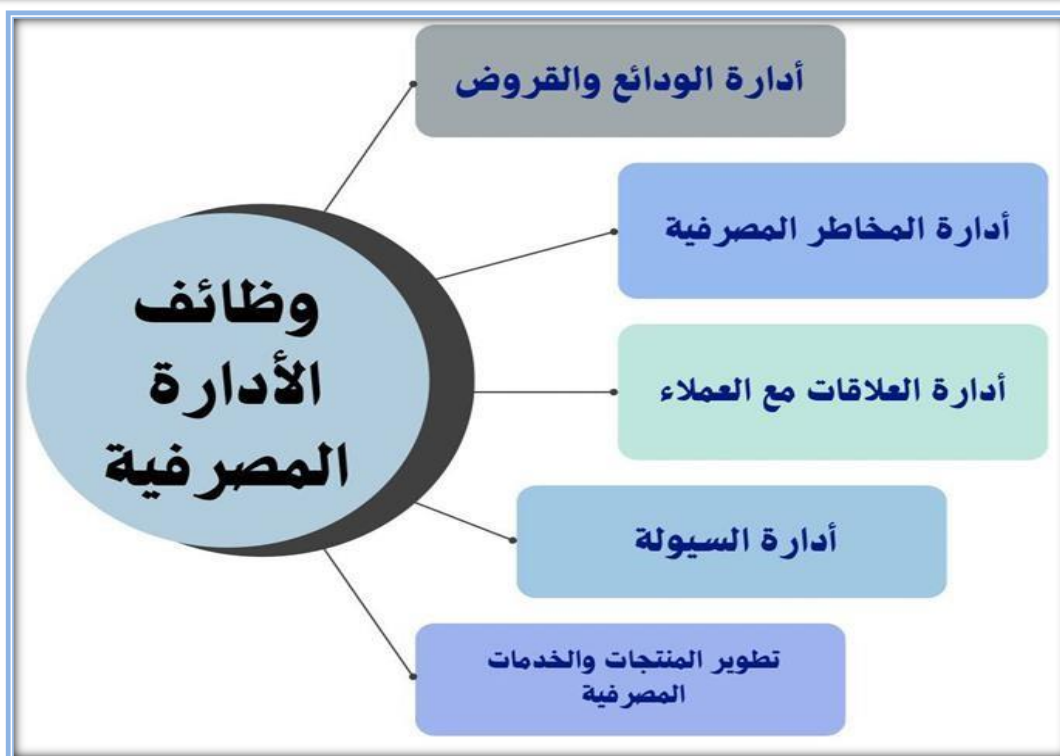 وظائف
الأدارة
المصرفية
أدارة الودائع والقروض
أدارة المخاطر المصرفية
أدارة العلاقات مع العملاء
أدارة السيولة
تطوير المنتجات والخدمات
المصرفية